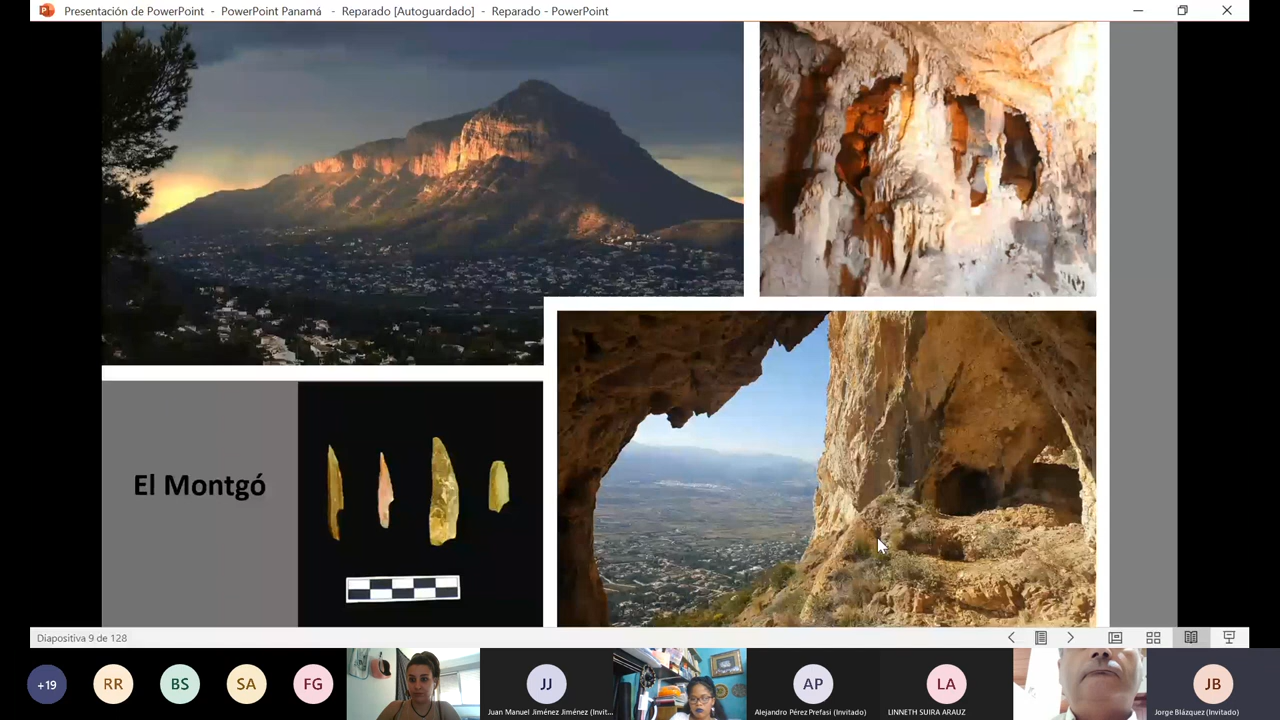 Presentación de PowerPoint - PowerPoint Panamá - Reparado [Autoguardado] - Reparado - PowerPoint
El Montgó
Diapositiva 9 de 128
+19
RR
BS
SA
FG
JJ
AP
LA
JB
Juan Manuel Jiménez Jiménez (Invit...
Alejandro Pérez Prefasi (Invitado)
LINNETH SUIRA ARAUZ
Jorge Blázquez (Invitado)